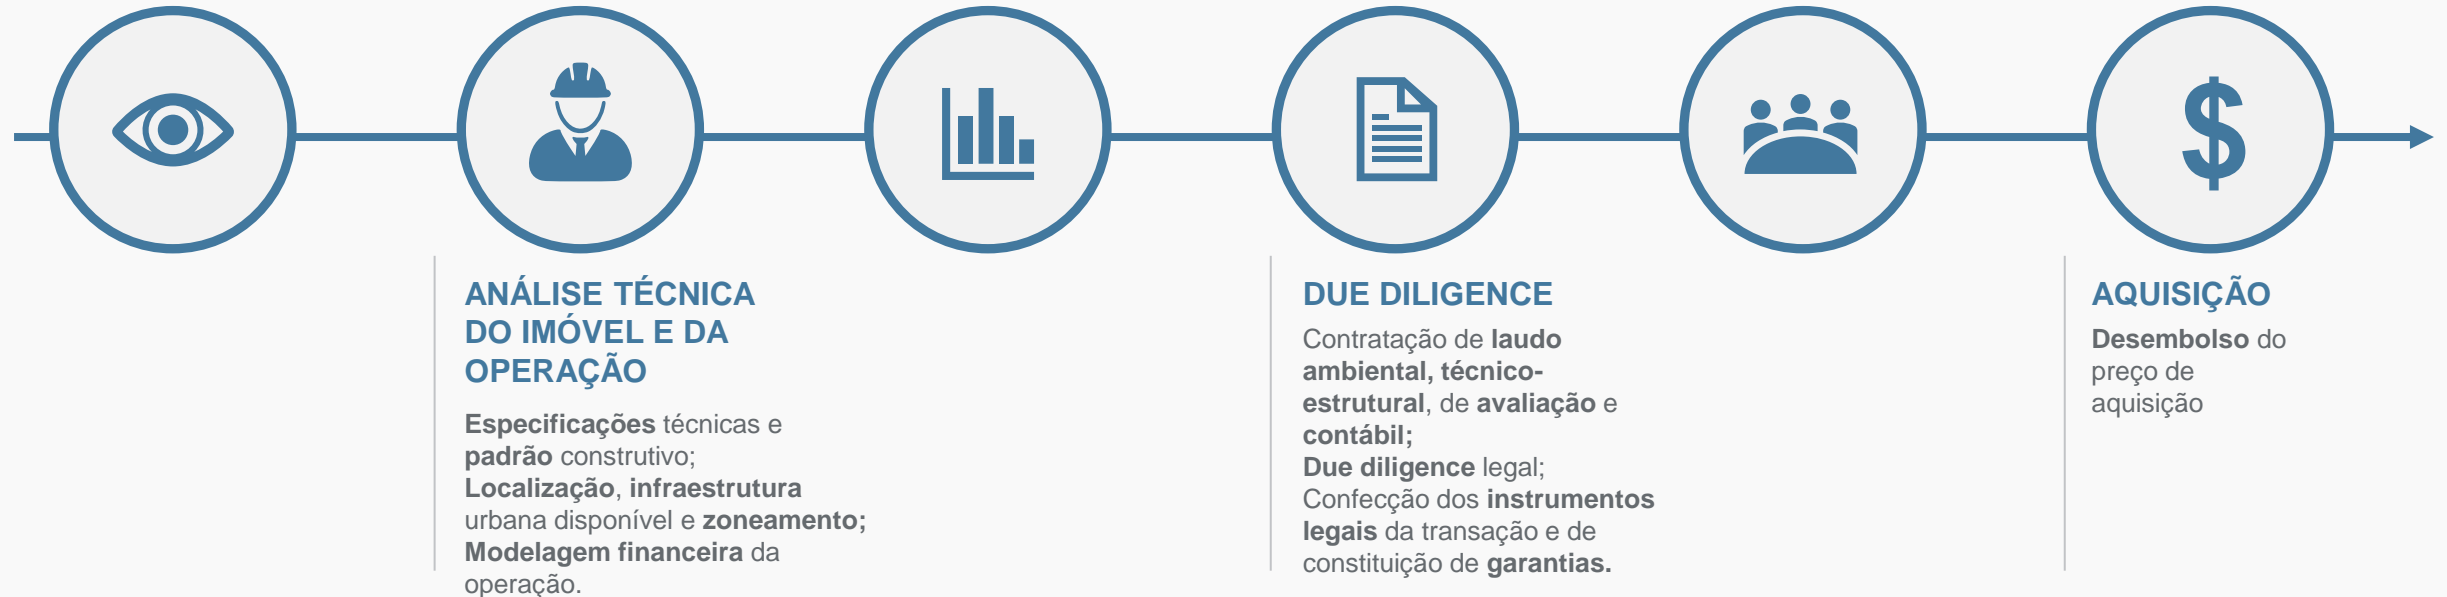 ANÁLISE TÉCNICA
DO IMÓVEL E DA
OPERAÇÃO
Especificações técnicas e
padrão construtivo;
Localização, infraestrutura
urbana disponível e zoneamento;
Modelagem financeira da
operação.
DUE DILIGENCE
Contratação de laudo
ambiental, técnico-
estrutural, de avaliação e
contábil;
Due diligence legal;
Confecção dos instrumentos
legais da transação e de
constituição de garantias.
AQUISIÇÃO
Desembolso do
preço de
aquisição